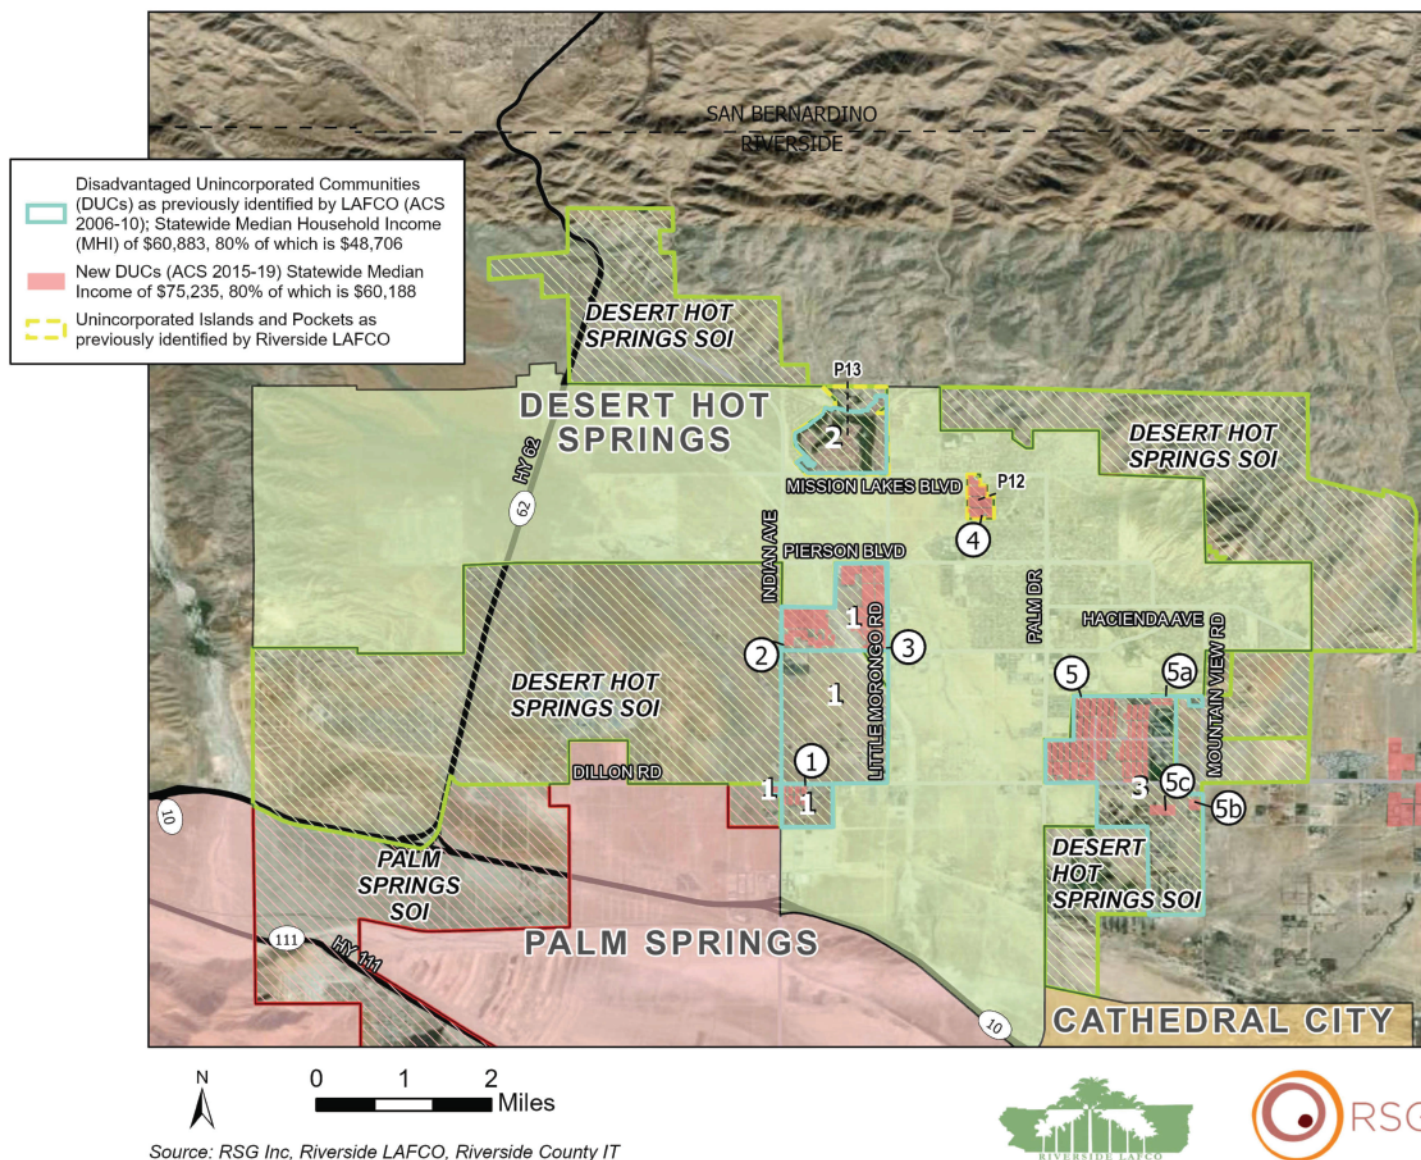 SAN BERNARDINO
RIVERSIDE
Disadvantaged Unincorporated Communities
(DUCs) as previously identified by LAFCO (ACS
2006-10); Statewide Median Household Income
(MHI) of $60,883, 80% of which is $48,706
New DUCs (ACS 2015-19) Statewide Median
Income of $75,235, 80% of which is $60,188
Unincorporated Islands and Pockets as
previously identified by Riverside LAFCO
DESERT HOT
SPRINGS SOI
P13
DESERT HOT
SPRINGS
2
DESERT HOT
SPRINGS SOI
HY 62
62
MISSION LAKES BLVD
P12
4
INDIAN AVE
PIERSON BLVD
PALM DR
HACIENDA AVE
MOUNTAIN VIEW RD
1
LITTLE MORONGO RD
2
3
5
5a
DESERT HOT
SPRINGS SOI
1
1
DILLON RD
1
1
3
5c
5b
10
PALM
SPRINGS
SOI
DESERT
HOT
SPRINGS SOI
111
HY 111
PALM SPRINGS
10
CATHEDRAL CITY
N
0 1 2
Miles
Source: RSG Inc, Riverside LAFCO, Riverside County IT
RIVERSIDE LAFCO
RSG